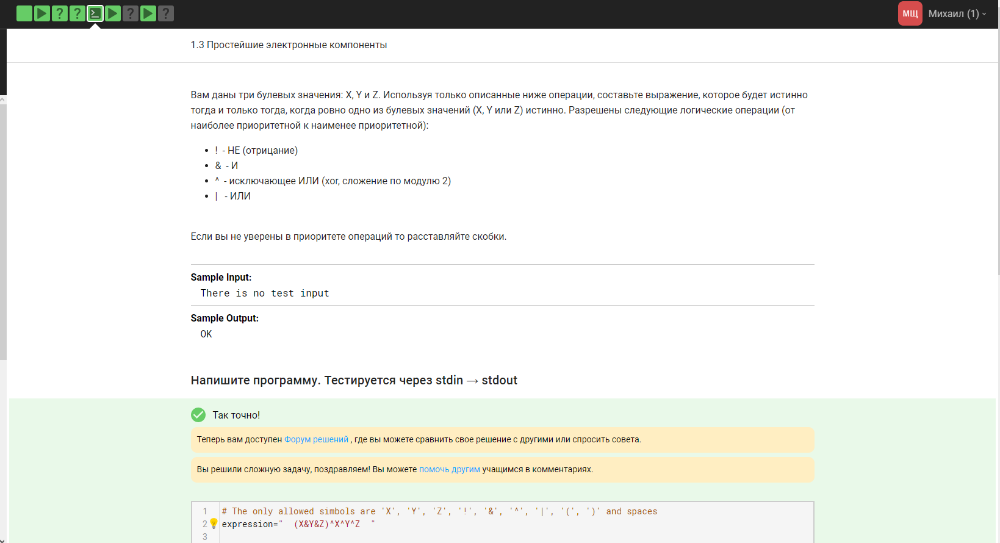 МЩ Михаил (1)
1.3 Простейшие электронные компоненты
Вам даны три булевых значения: X, Y и Z. Используя только описанные ниже операции, составьте выражение, которое будет истинно
тогда и только тогда, когда ровно одно из булевых значений (X, Y или Z) истинно. Разрешены следующие логические операции (от
наиболее приоритетной к наименее приоритетной):
• ! - НЕ (отрицание)
• & - И
• ^ - исключающее ИЛИ (xor, сложение по модулю 2)
• | - ИЛИ
Если вы не уверены в приоритете операций то расставляйте скобки.
Sample Input:
There is no test input
Sample Output:
OK
Напишите программу. Тестируется через stdin → stdout
Так точно!
Теперь вам доступен Форум решений , где вы можете сравнить свое решение с другими или спросить совета.
Вы решили сложную задачу, поздравляем! Вы можете помочь другим учащимся в комментариях.
1 # The only allowed simbols are 'X', 'Y', 'Z', '!', '&', '^', '|', '(', ')' and spaces
2 expression="  (X&Y&Z)^X^Y^Z  "
3